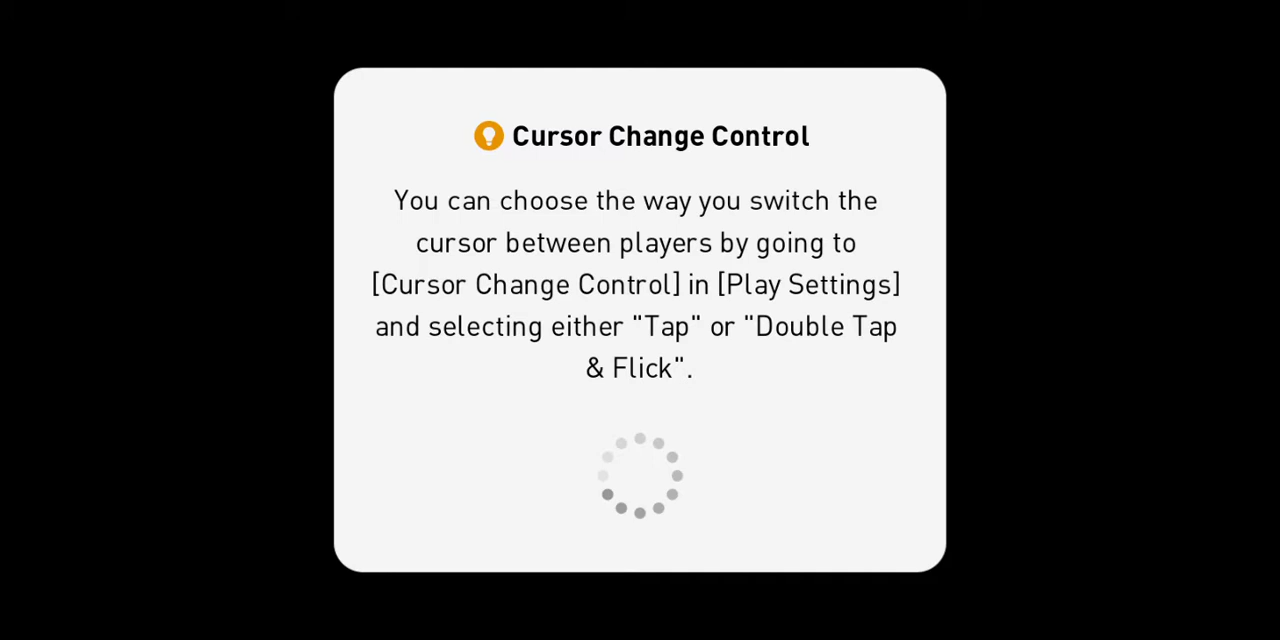 Cursor Change Control
You can choose the way you switch the
cursor between players by going to
[Cursor Change Control] in [Play Settings]
and selecting either "Tap" or "Double Tap
& Flick".